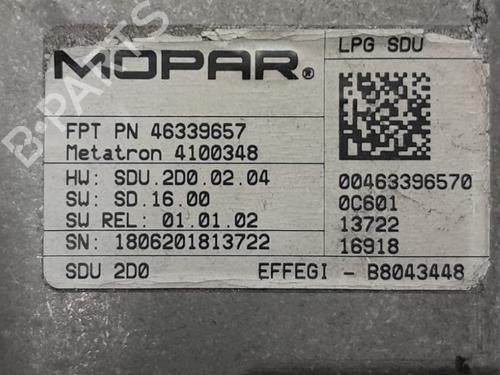 MOPAR®
LPG SDU
FPT PN 46339657
Metatron 4100348
HW: SDU.2D0.02.04
SW: SD.16.00
SW REL: 01.01.02
SN: 1806201813722
00463396570
0C601
13722
16918
SDU 2D0
EFFEGI - B8043448
B-PARTS